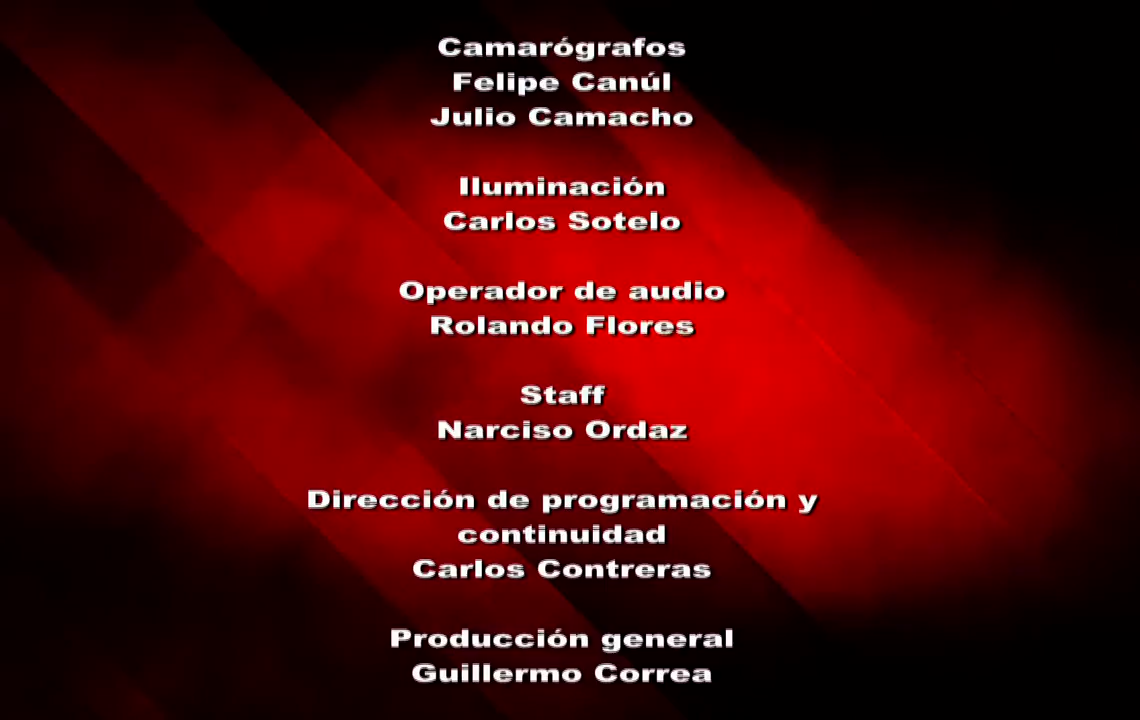 Camarógrafos
Felipe Canúl
Julio Camacho
Iluminación
Carlos Sotelo
Operador de audio
Rolando Flores
Staff
Narciso Ordaz
Dirección de programación y
continuidad
Carlos Contreras
Producción general
Guillermo Correa